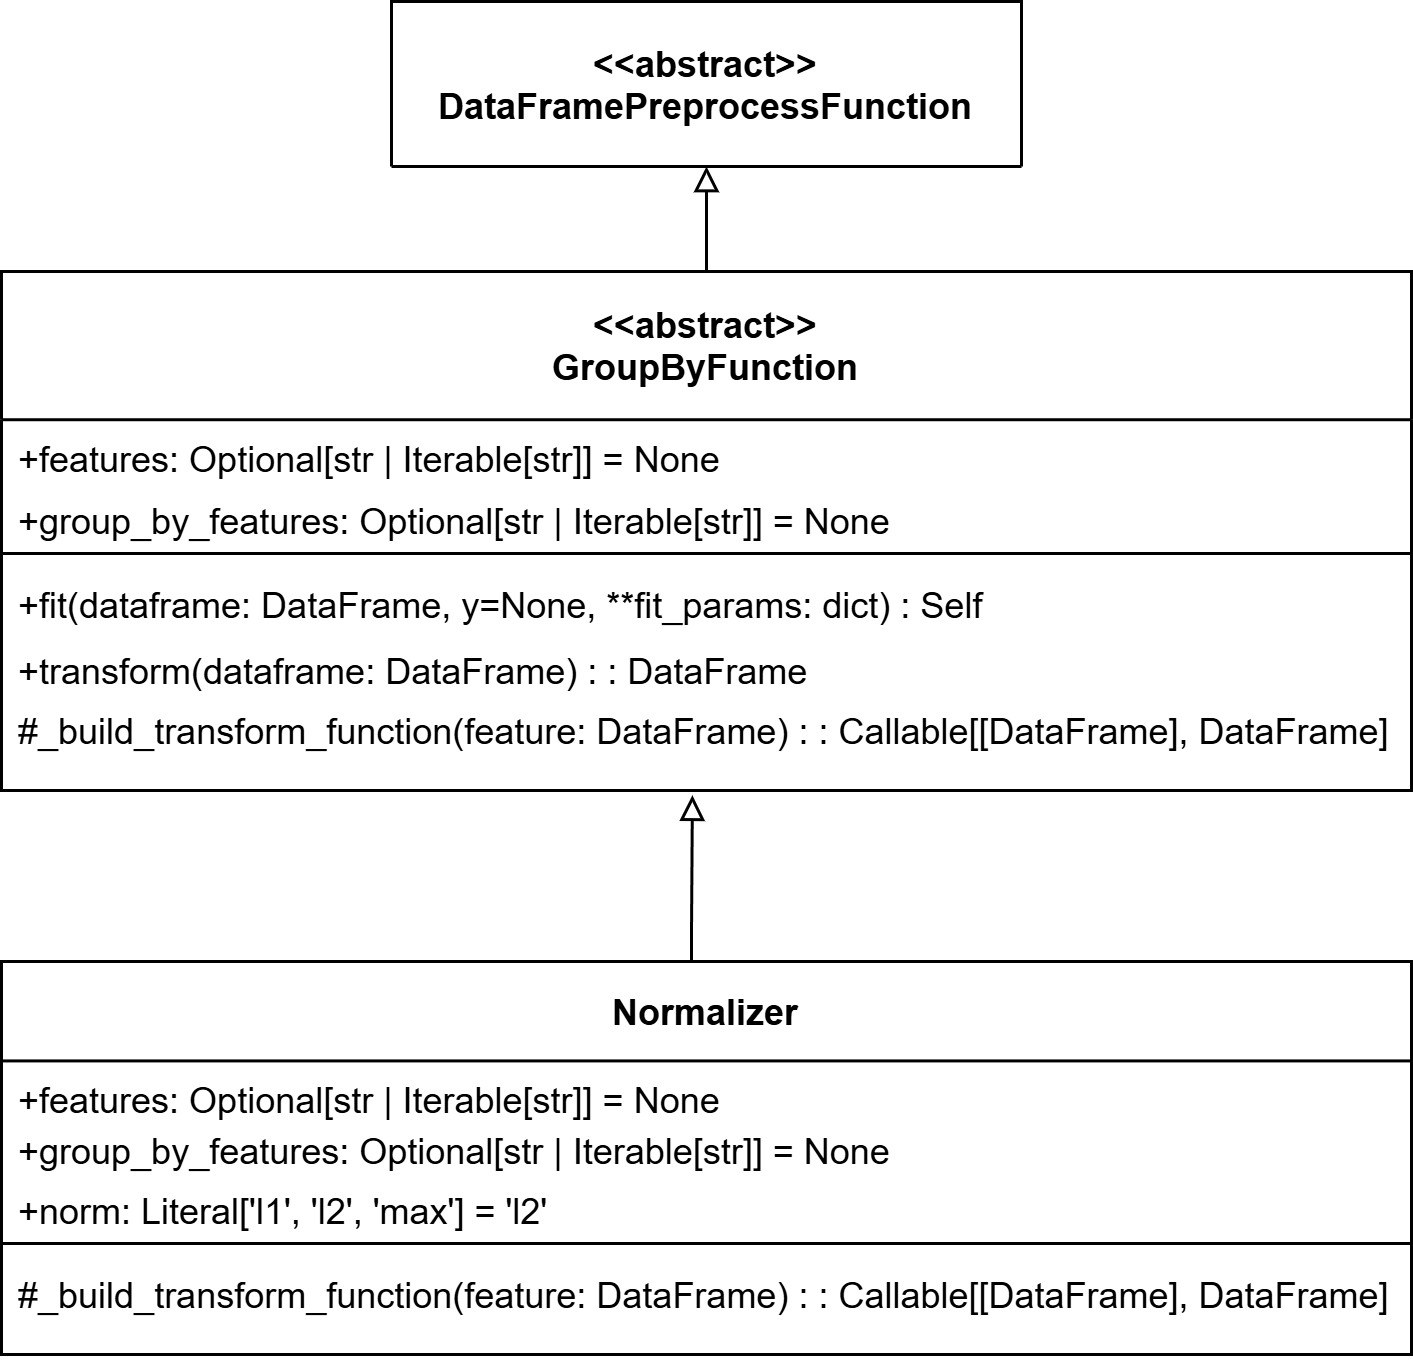 <<abstract>>
DataFramePreprocessFunction
<<abstract>>
GroupByFunction
+features: Optional[str | Iterable[str]] = None
+group_by_features: Optional[str | Iterable[str]] = None
+fit(dataframe: DataFrame, y=None, **fit_params: dict) : Self
+transform(dataframe: DataFrame) : : DataFrame
#_build_transform_function(feature: DataFrame) : : Callable[[DataFrame], DataFrame]
Normalizer
+features: Optional[str | Iterable[str]] = None
+group_by_features: Optional[str | Iterable[str]] = None
+norm: Literal['l1', 'l2', 'max'] = 'l2'
#_build_transform_function(feature: DataFrame) : : Callable[[DataFrame], DataFrame]